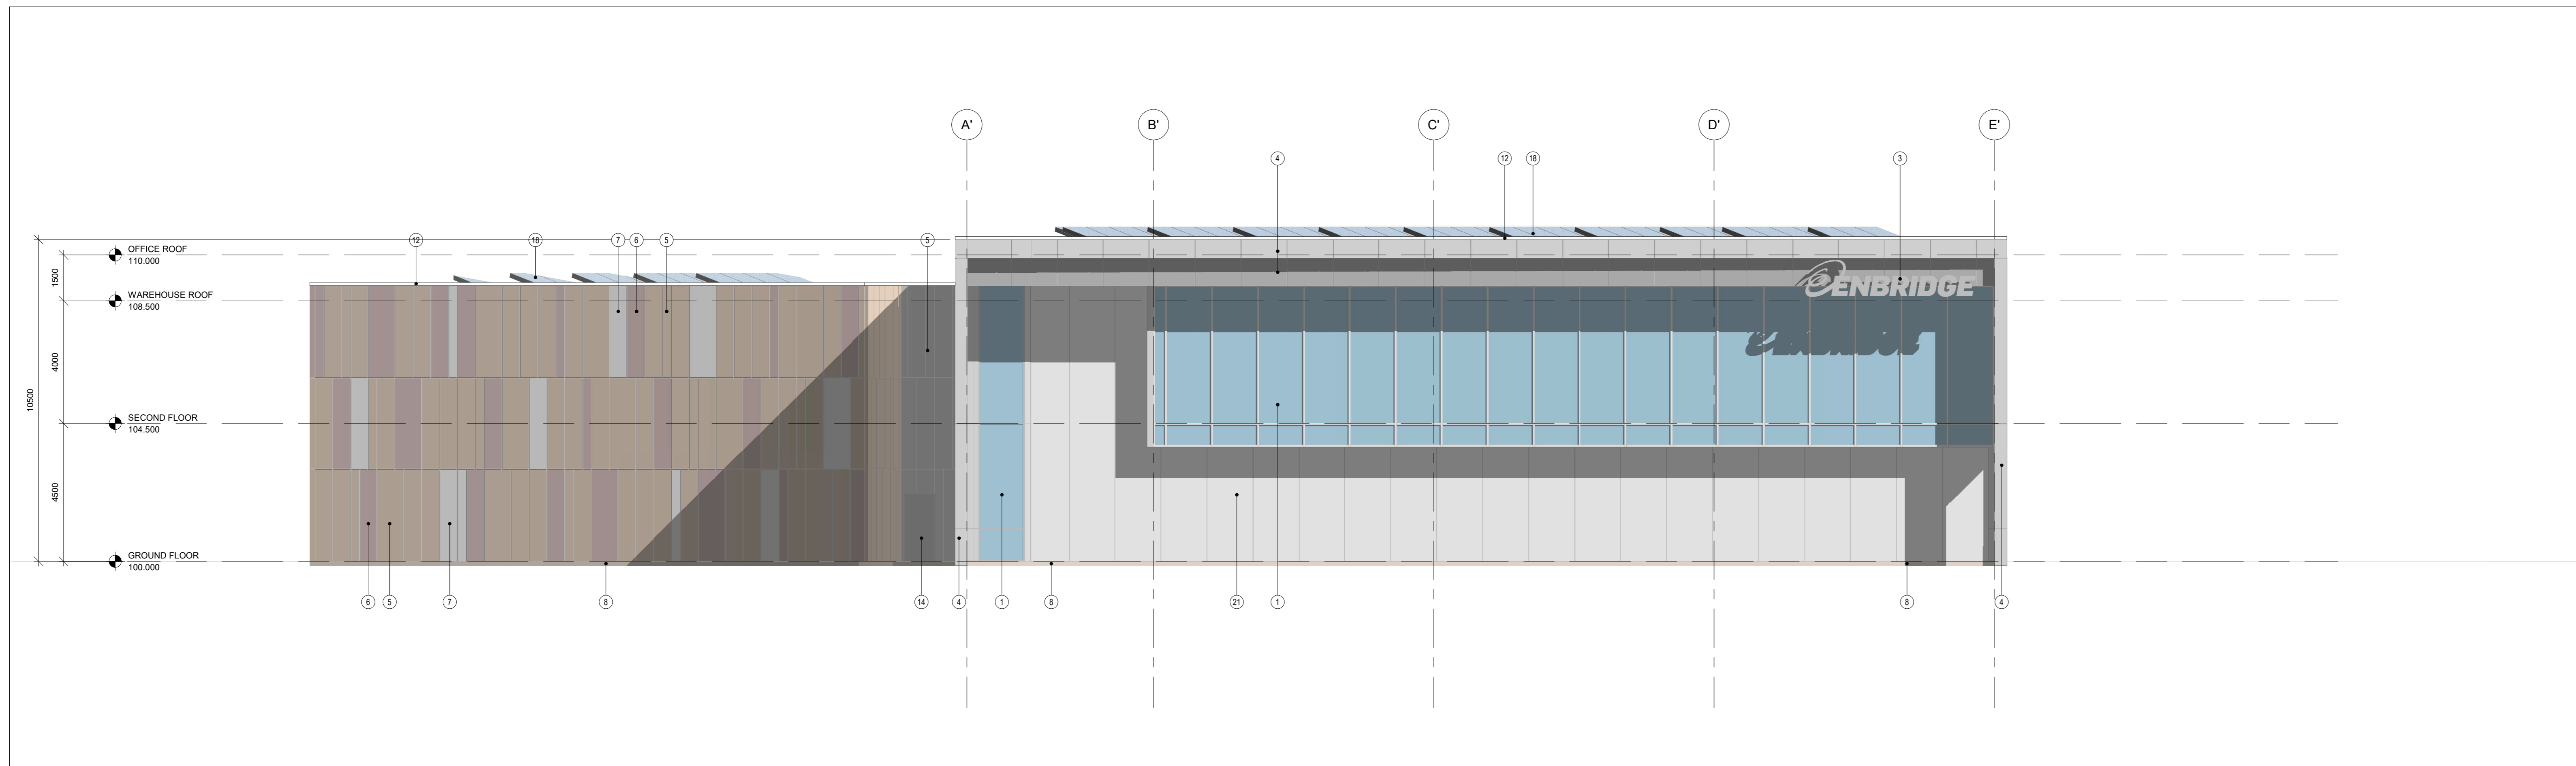 A' B' C' D' E'
4 12 18 3
12 18 7 6 5 5
OFFICE ROOF
110.000
1500
WAREHOUSE ROOF
108.500
ENBRIDGE
4000
10500
SECOND FLOOR
104.500
4500
GROUND FLOOR
100.000
6 5 7 8 14 4 1 8 21 1 8 4